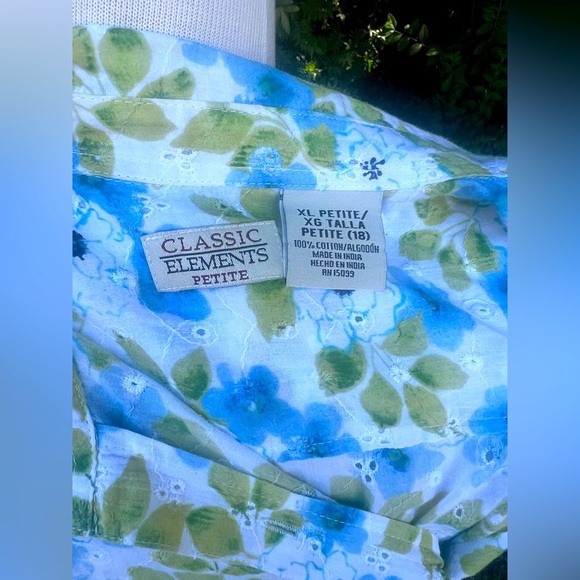 CLASSIC
ELEMENTS
PETITE
XL PETITE/
XG TALLA
PETITE (18)
100% COTTON/ALGODÓN
MADE IN INDIA
HECHO EN INDIA
RN 15099